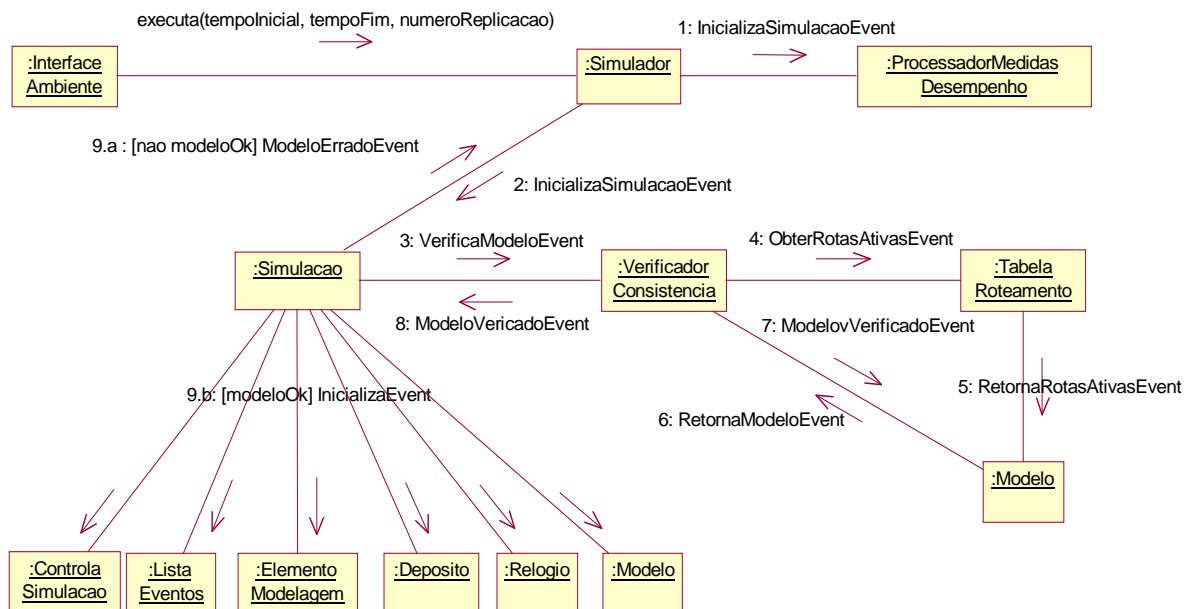 executa(tempoInicial, tempoFim, numeroReplicacao)
1: InicializaSimulacaoEvent
:Interface
Ambiente
:Simulador
:ProcessadorMedidas
Desempenho
9.a : [nao modeloOk] ModeloErradoEvent
2: InicializaSimulacaoEvent
3: VerificaModeloEvent
4: ObterRotasAtivasEvent
:Simulacao
:Verificador
Consistencia
:Tabela
Roteamento
8: ModeloVericadoEvent
7: ModelovVerificadoEvent
9.b: [modeloOk] InicializaEvent
5: RetornaRotasAtivasEvent
6: RetornaModeloEvent
:Modelo
:Controla
Simulacao
:Lista
Eventos
:Elemento
Modelagem
:Deposito
:Relogio
:Modelo